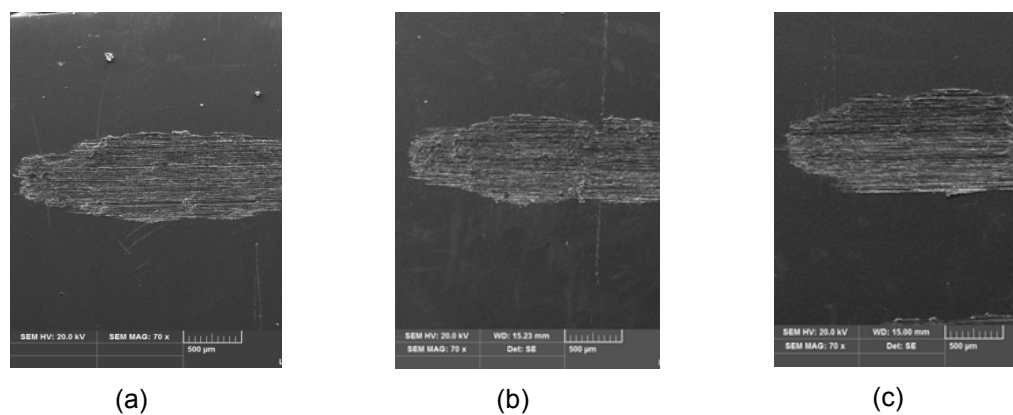 SEM HV: 20.0 kV SEM MAG: 70 x
500 µm
(a)
SEM HV: 20.0 kV WD: 15.23 mm
SEM MAG: 70 x Det: SE 500 µm
(b)
SEM HV: 20.0 kV WD: 15.00 mm
SEM MAG: 70 x Det: SE 500 µm
(c)